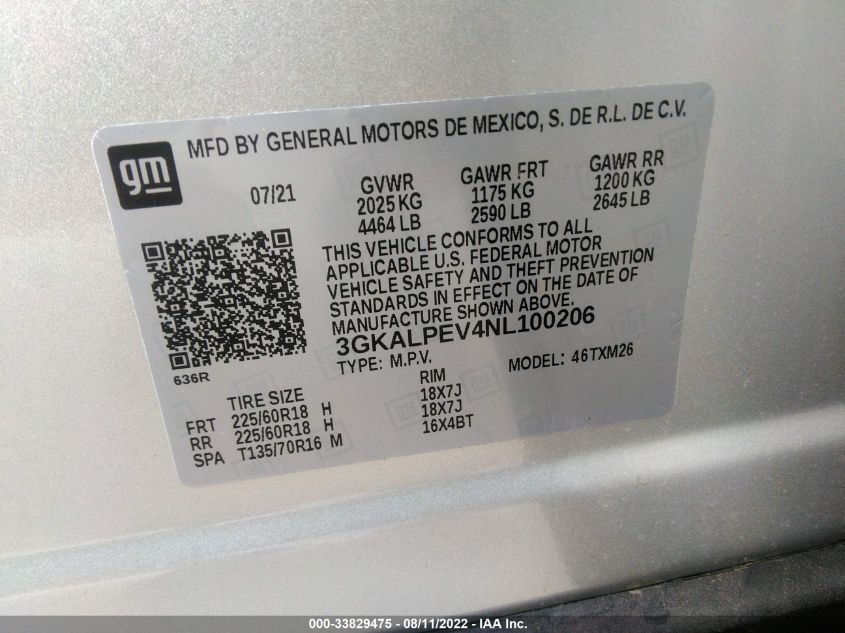 MFD BY GENERAL MOTORS DE MEXICO, S. DE R.L. DE C.V.
gm
07/21
GVWR GAWR FRT GAWR RR
2025 KG 1175 KG 1200 KG
4464 LB 2590 LB 2645 LB
THIS VEHICLE CONFORMS TO ALL
APPLICABLE U.S. FEDERAL MOTOR
VEHICLE SAFETY AND THEFT PREVENTION
STANDARDS IN EFFECT ON THE DATE OF
MANUFACTURE SHOWN ABOVE.
3GKALPEV4NL100206
TYPE: M.P.V. MODEL: 46TXM26
636R
TIRE SIZE RIM
FRT 225/60R18 H 18X7J
RR 225/60R18 H 18X7J
SPA T135/70R16 M 16X4BT
000-33829475 - 08/11/2022 - IAA Inc.